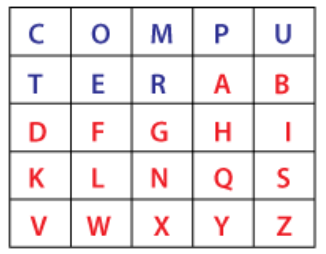 C O M P U
T E R A B
D F G H I
K L N Q S
V W X Y Z